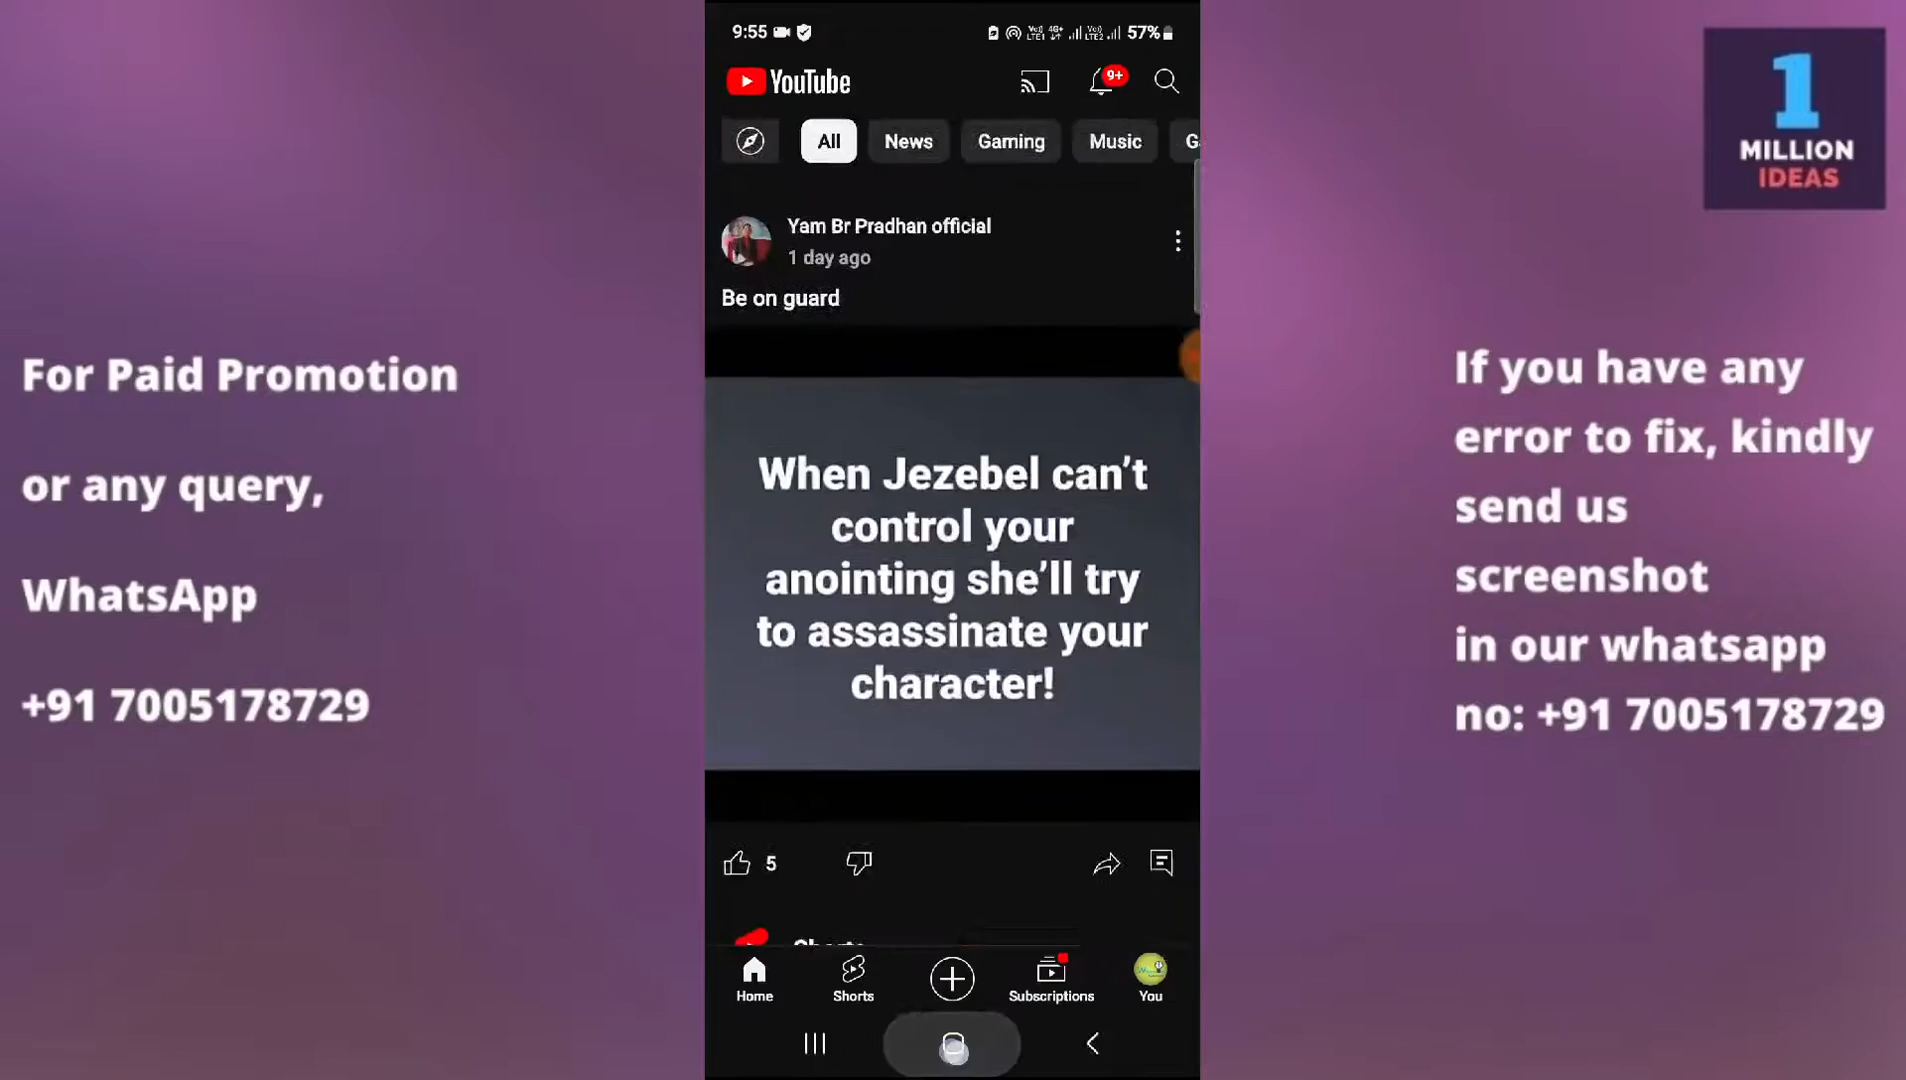 For Paid Promotion
or any query,
WhatsApp
+91 7005178729
9:55
57%
YouTube
9+
All
News
Gaming
Music
Yam Br Pradhan official
1 day ago
Be on guard
When Jezebel can't
control your
anointing she'll try
to assassinate your
character!
5
Home
Shorts
Subscriptions
You
1
MILLION
IDEAS
If you have any
error to fix, kindly
send us
screenshot
in our whatsapp
no: +91 7005178729